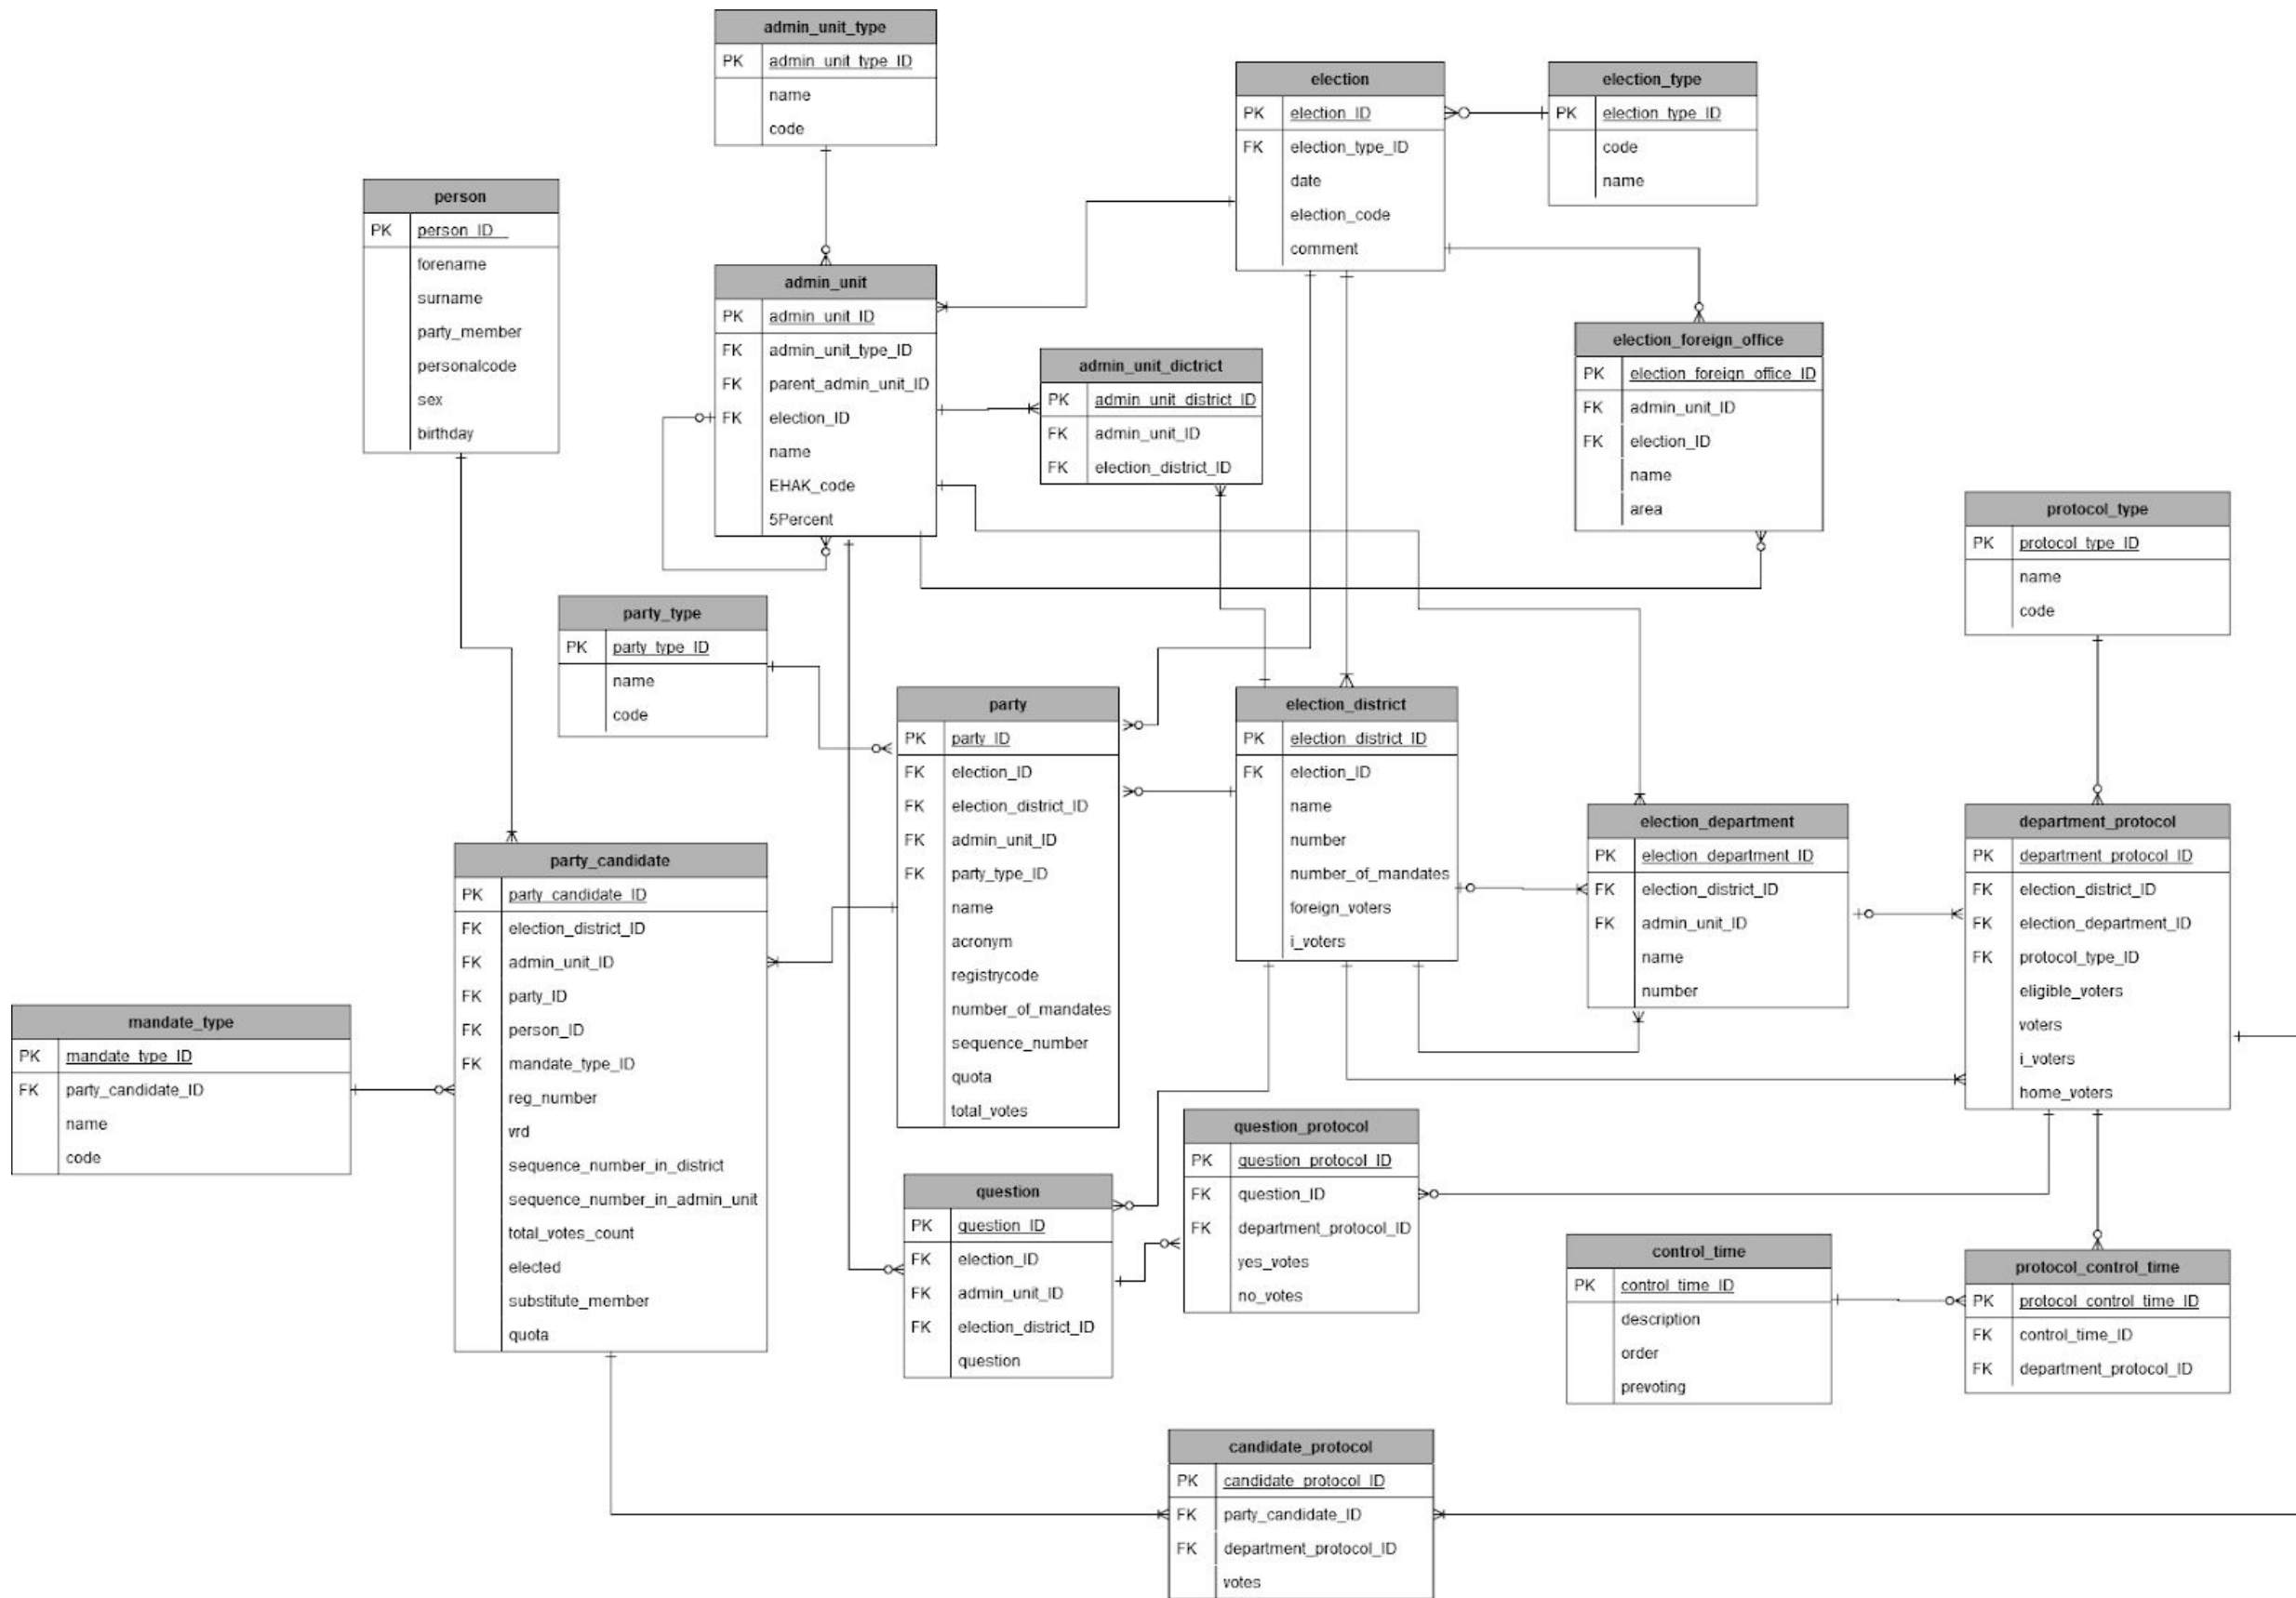 admin_unit_type
PK admin_unit_type_ID
name
code
election
PK election_ID
FK election_type_ID
date
election_code
comment
election_type
PK election_type_ID
code
name
person
PK person_ID
forename
surname
party_member
personalcode
sex
birthday
admin_unit
PK admin_unit_ID
FK admin_unit_type_ID
FK parent_admin_unit_ID
FK election_ID
name
EHAK_code
5Percent
admin_unit_dictrict
PK admin_unit_district_ID
FK admin_unit_ID
FK election_district_ID
election_foreign_office
PK election_foreign_office_ID
FK admin_unit_ID
FK election_ID
name
area
protocol_type
PK protocol_type_ID
name
code
party_type
PK party_type_ID
name
code
party
PK party_ID
FK election_ID
FK election_district_ID
FK admin_unit_ID
FK party_type_ID
name
acronym
registrycode
number_of_mandates
sequence_number
quota
total_votes
election_district
PK election_district_ID
FK election_ID
name
number
number_of_mandates
foreign_voters
i_voters
election_department
PK election_department_ID
FK election_district_ID
FK admin_unit_ID
name
number
department_protocol
PK department_protocol_ID
FK election_district_ID
FK election_department_ID
FK protocol_type_ID
eligible_voters
voters
i_voters
home_voters
party_candidate
PK party_candidate_ID
FK election_district_ID
FK admin_unit_ID
FK party_ID
FK person_ID
FK mandate_type_ID
reg_number
vrd
sequence_number_in_district
sequence_number_in_admin_unit
total_votes_count
elected
substitute_member
quota
mandate_type
PK mandate_type_ID
FK party_candidate_ID
name
code
question
PK question_ID
FK election_ID
FK admin_unit_ID
FK election_district_ID
question
question_protocol
PK question_protocol_ID
FK question_ID
FK department_protocol_ID
yes_votes
no_votes
control_time
PK control_time_ID
description
order
prevoting
protocol_control_time
PK protocol_control_time_ID
FK control_time_ID
FK department_protocol_ID
candidate_protocol
PK candidate_protocol_ID
FK party_candidate_ID
FK department_protocol_ID
votes